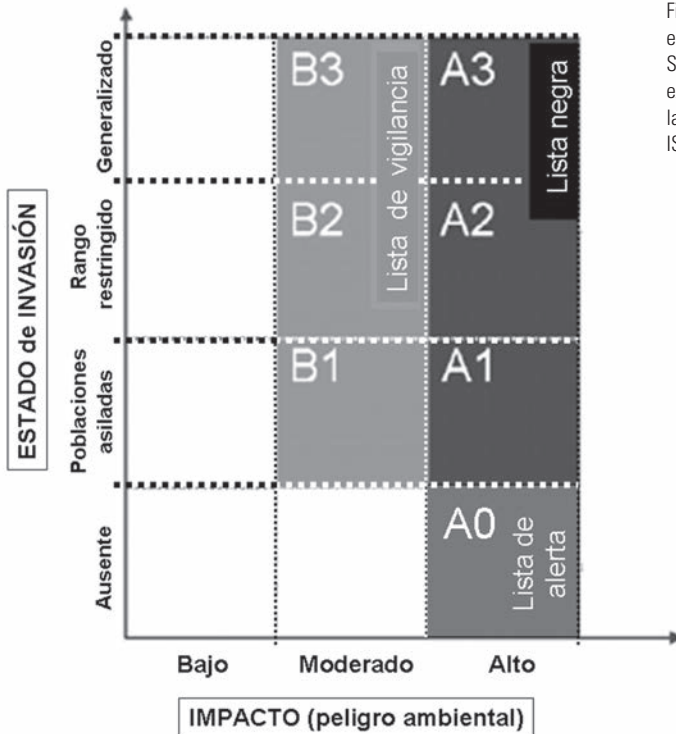 Generalizado
B3
Lista de vigilancia
A3
Lista negra
Rango
restringido
B2
A2
ESTADO de INVASIÓN
Poblaciones
asiladas
B1
A1
Ausente
A0
Lista de
alerta
Bajo Moderado Alto
IMPACTO (peligro ambiental)